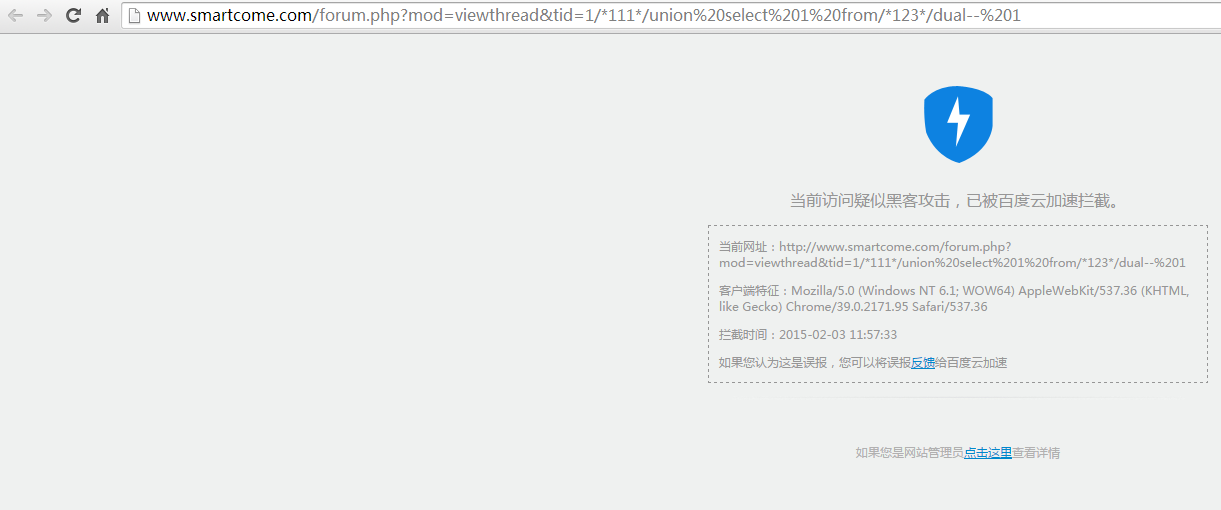 www.smartcome.com/forum.php?mod=viewthread&tid=1/*111*/union%20select%201%20from/*123*/dual--%201
当前访问疑似黑客攻击，已被百度云加速拦截。
当前网址：http://www.smartcome.com/forum.php?
mod=viewthread&tid=1/*111*/union%20select%201%20from/*123*/dual--%201
客户端特征：Mozilla/5.0 (Windows NT 6.1; WOW64) AppleWebKit/537.36 (KHTML,
like Gecko) Chrome/39.0.2171.95 Safari/537.36
拦截时间：2015-02-03 11:57:33
如果您认为这是误报，您可以将误报反馈给百度云加速
如果您是网站管理员点击这里查看详情